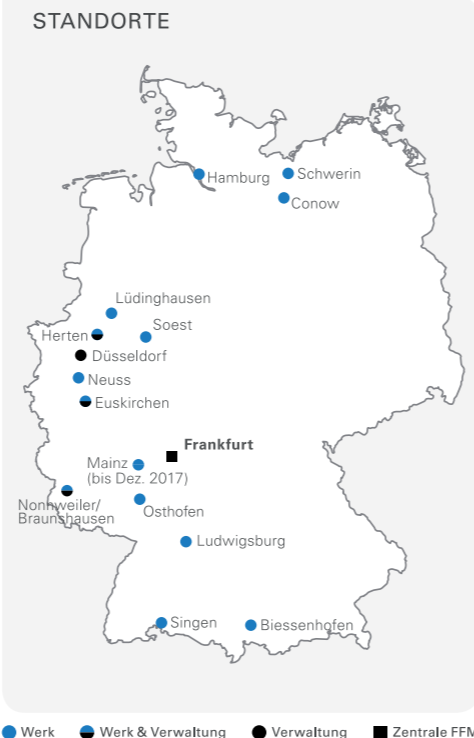 STANDORTE
Hamburg
Schwerin
Conow
Lüdinghausen
Herten
Soest
Düsseldorf
Neuss
Euskirchen
Frankfurt
Mainz
(bis Dez. 2017)
Nonnweiler/
Braunshausen
Osthofen
Ludwigsburg
Singen
Biessenhofen
Werk
Werk & Verwaltung
Verwaltung
Zentrale FFM